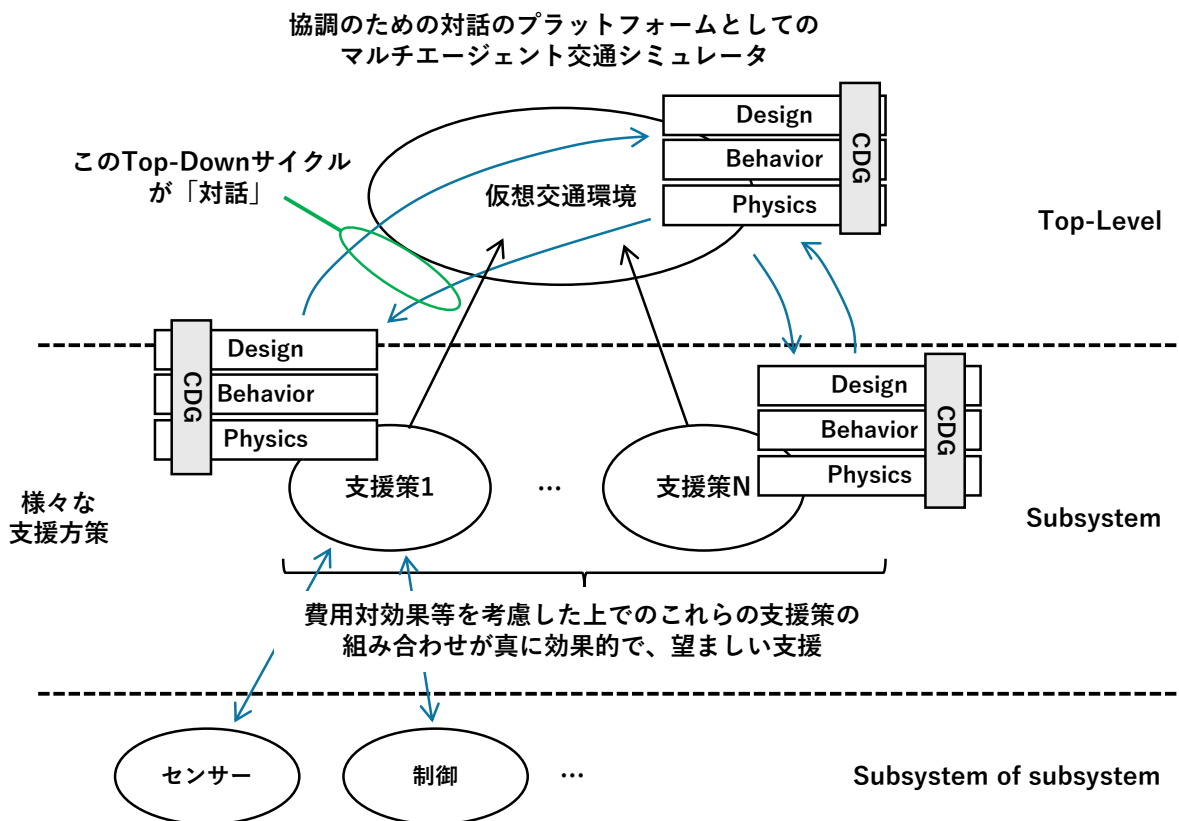 協調のための対話のプラットフォームとしての
マルチエージェント交通シミュレータ
Design
Behavior
Physics
CDG
このTop-Downサイクル
が「対話」
仮想交通環境
Top-Level
Design
Behavior
Physics
CDG
Design
Behavior
Physics
CDG
支援策1
…
支援策N
様々な
支援方策
Subsystem
費用対効果等を考慮した上でのこれらの支援策の
組み合わせが真に効果的で、望ましい支援
センサー
制御
…
Subsystem of subsystem